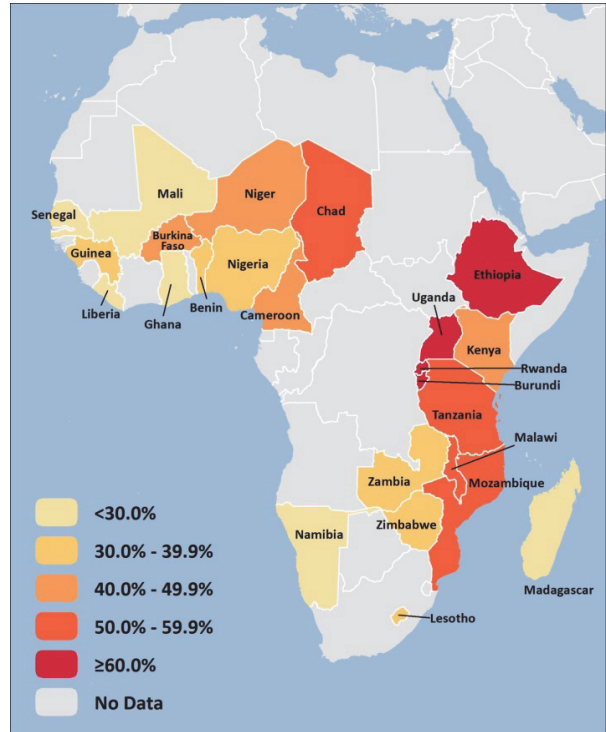 Mali
Niger
Chad
Senegal
Burkina
Faso
Guinea
Nigeria
Ethiopia
Benin
Uganda
Liberia
Ghana
Cameroon
Kenya
Rwanda
Burundi
Tanzania
Malawi
Zambia
Mozambique
Zimbabwe
Namibia
Madagascar
Lesotho
<30.0%
30.0% - 39.9%
40.0% - 49.9%
50.0% - 59.9%
≥60.0%
No Data